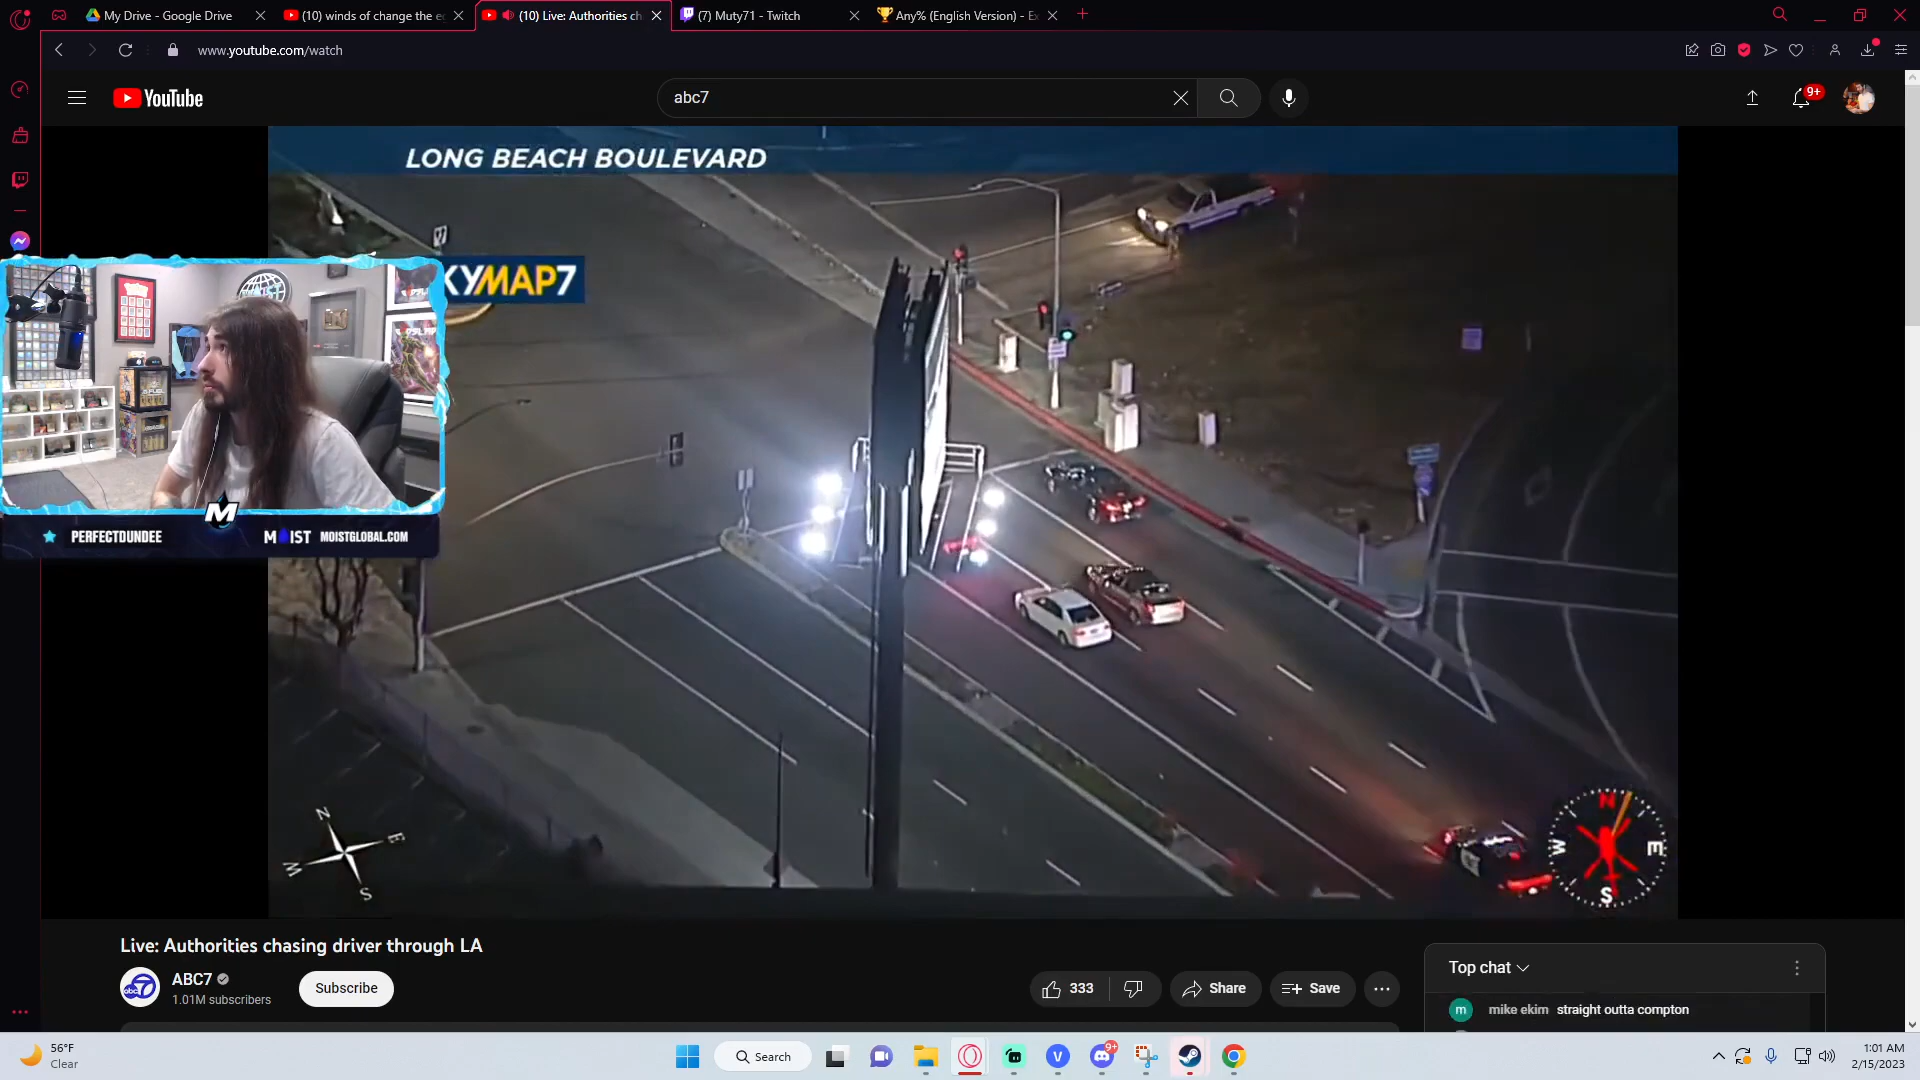 My Drive - Google Drive
(10) winds of change the e
(10) Live: Authorities ch
(7) Muty71 - Twitch
Any% (English Version) - E
www.youtube.com/watch
YouTube
abc7
9+
LONG BEACH BOULEVARD
KYMAP7
PERFECTDUNDEE
MOIST
MOISTGLOBAL.COM
N
E
W
S
N
W
E
S
Live: Authorities chasing driver through LA
ABC7
1.01M subscribers
Subscribe
333
Share
Save
Top chat
m
mike ekim straight outta compton
56°F
Clear
Search
9+
1:01 AM
2/15/2023